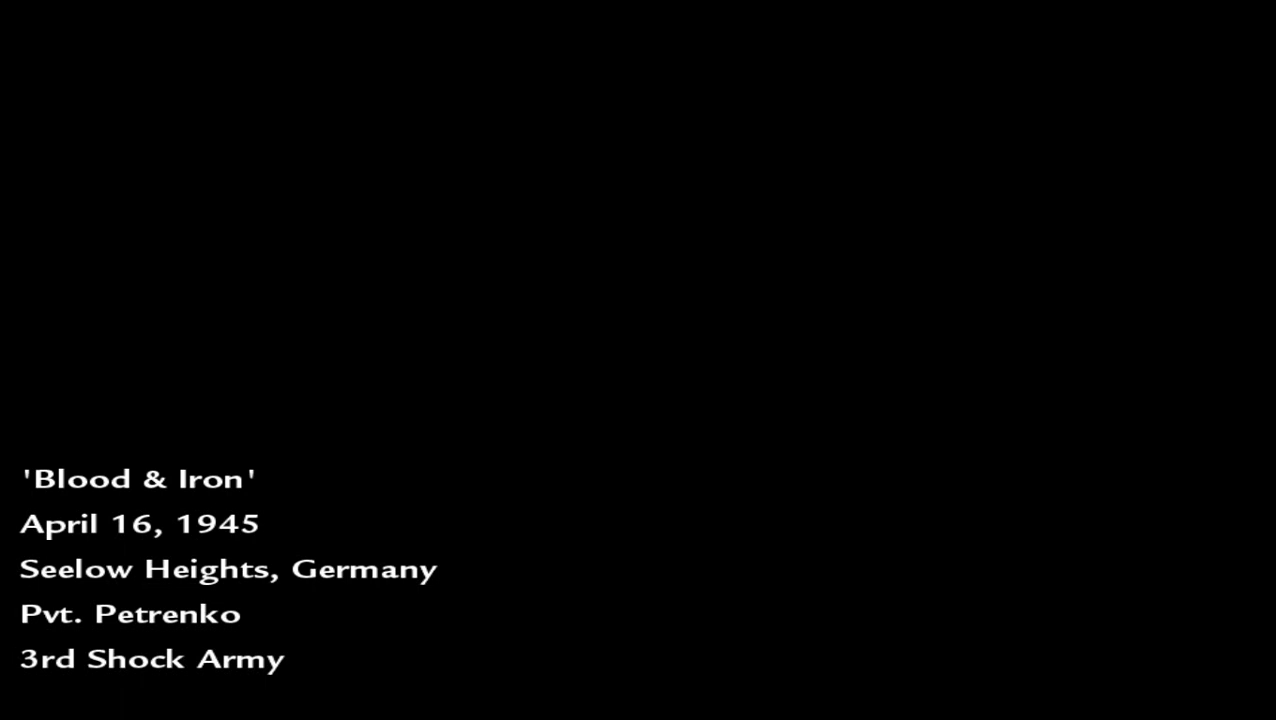 'Blood & Iron'
April 16, 1945
Seelow Heights, Germany
Pvt. Petrenko
3rd Shock Army